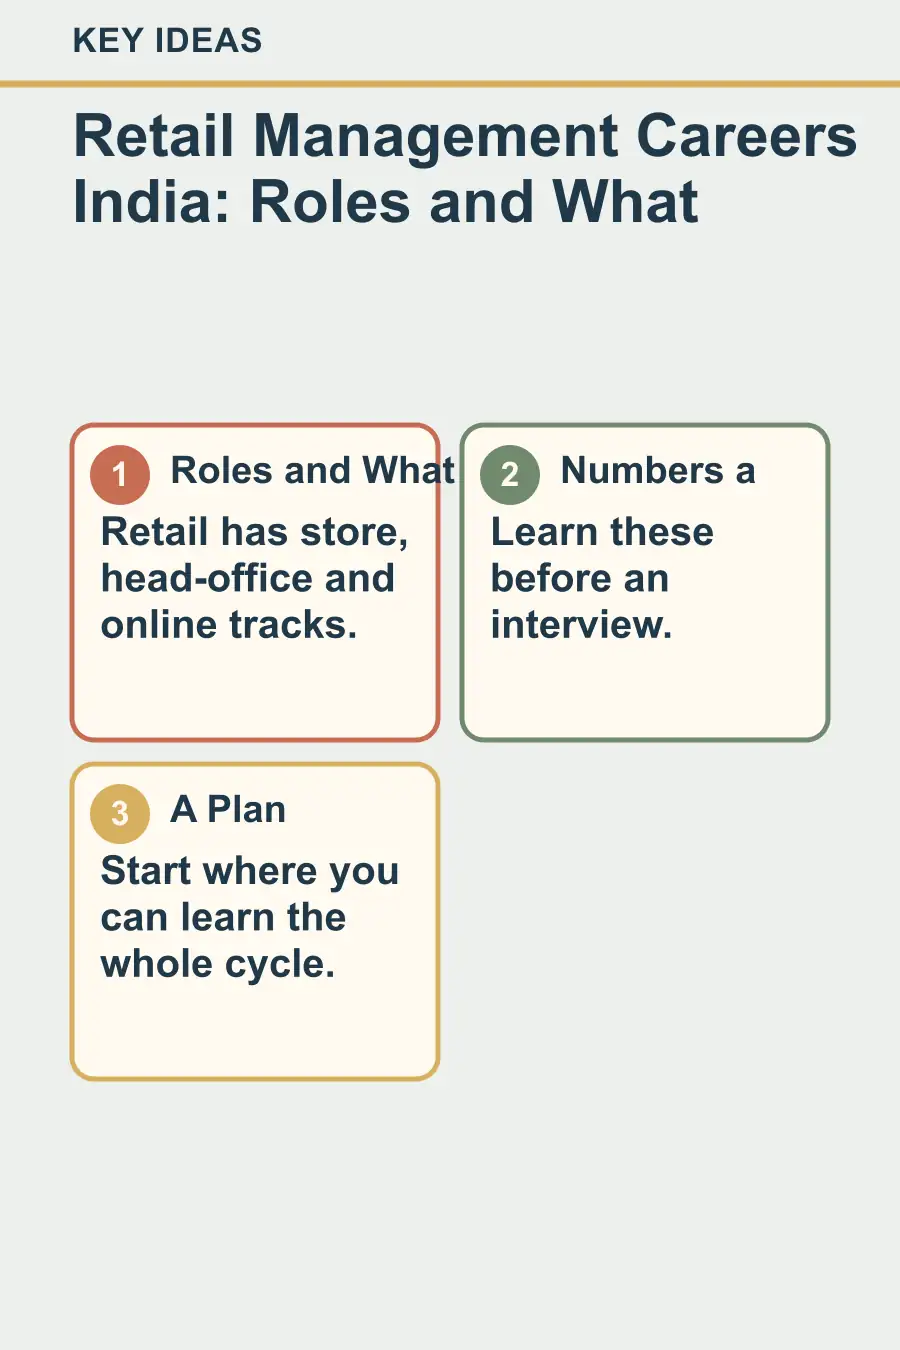 KEY IDEAS
Retail Management Careers
India: Roles and What
1
Roles and What
Retail has store,
head-office and
online tracks.
2
Numbers a
Learn these
before an
interview.
3
A Plan
Start where you
can learn the
whole cycle.